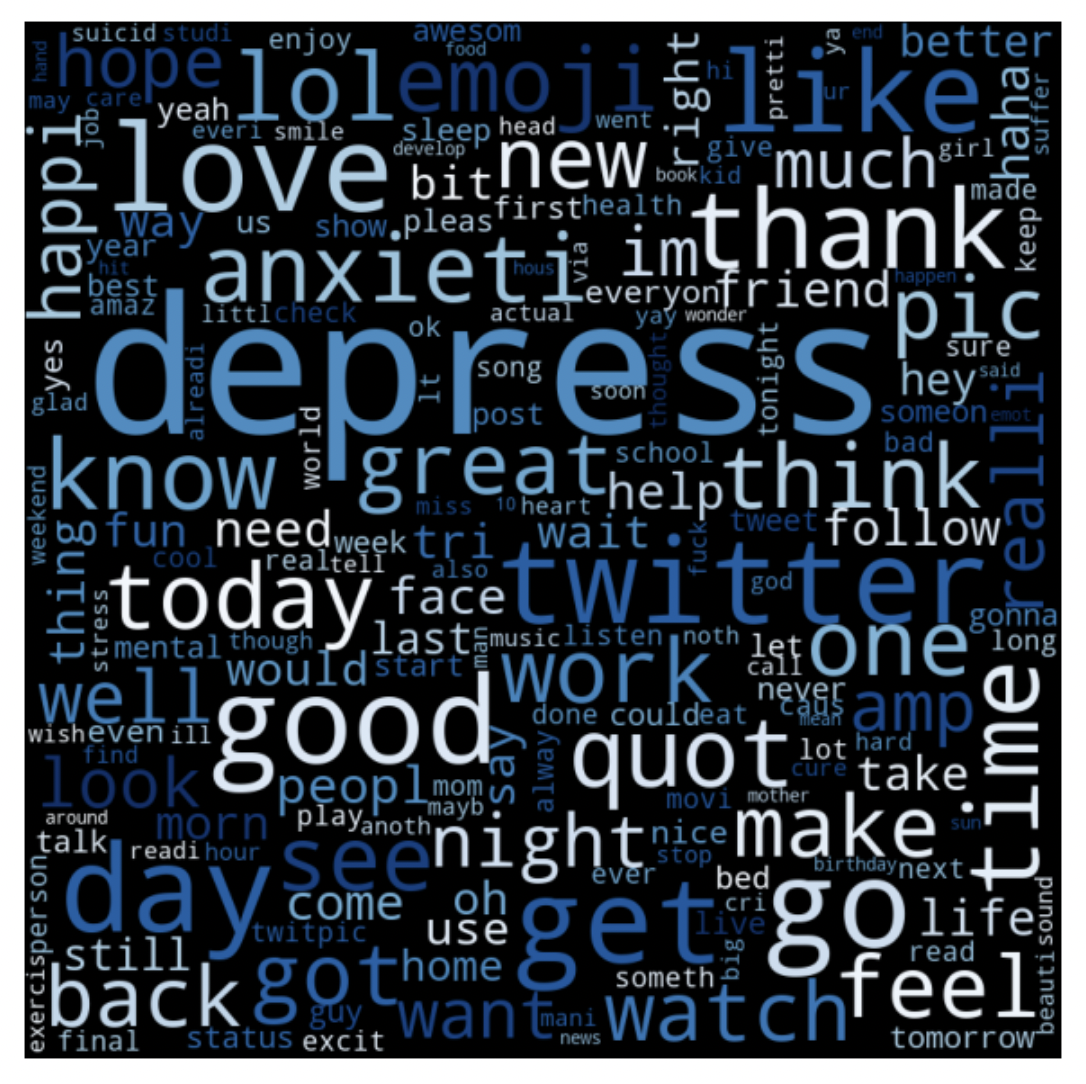 suicid studi enjoy awesom food right pretti ya end better
hand hope lol emoji hi like
may care yeah went ur haha suffer
job everi smile sleep head give girl
happi love develop new much
bit book kid made
way us show pleas first health thank keep
year anxieti via im
hit hous happen
best everyon friend pic
amaz littl check actual yay wonder
depress ok tonight sure
yes already lt song soon thought hey said
glad post someon emot realli
world school bad
know great think
weekend miss 10 heart help
thing fun need week tri wait tweet follow
cool real tell also fuck
today face twitter god
stress mental though last man music listen noth let gonna
would start work call one long
well good never
wish even ill done could eat caus mean amp time
find say alway quot lot hard
look peopl mom cure take
around morn play mayb movi mother sun
talk readi hour anoth night nice make
see stop
day ever bed birthday next
come oh get cri go life
exercisperson still twitpic use live beauti sound
got home someth big read
back want watch feel
guy mani
final status excit news tomorrow